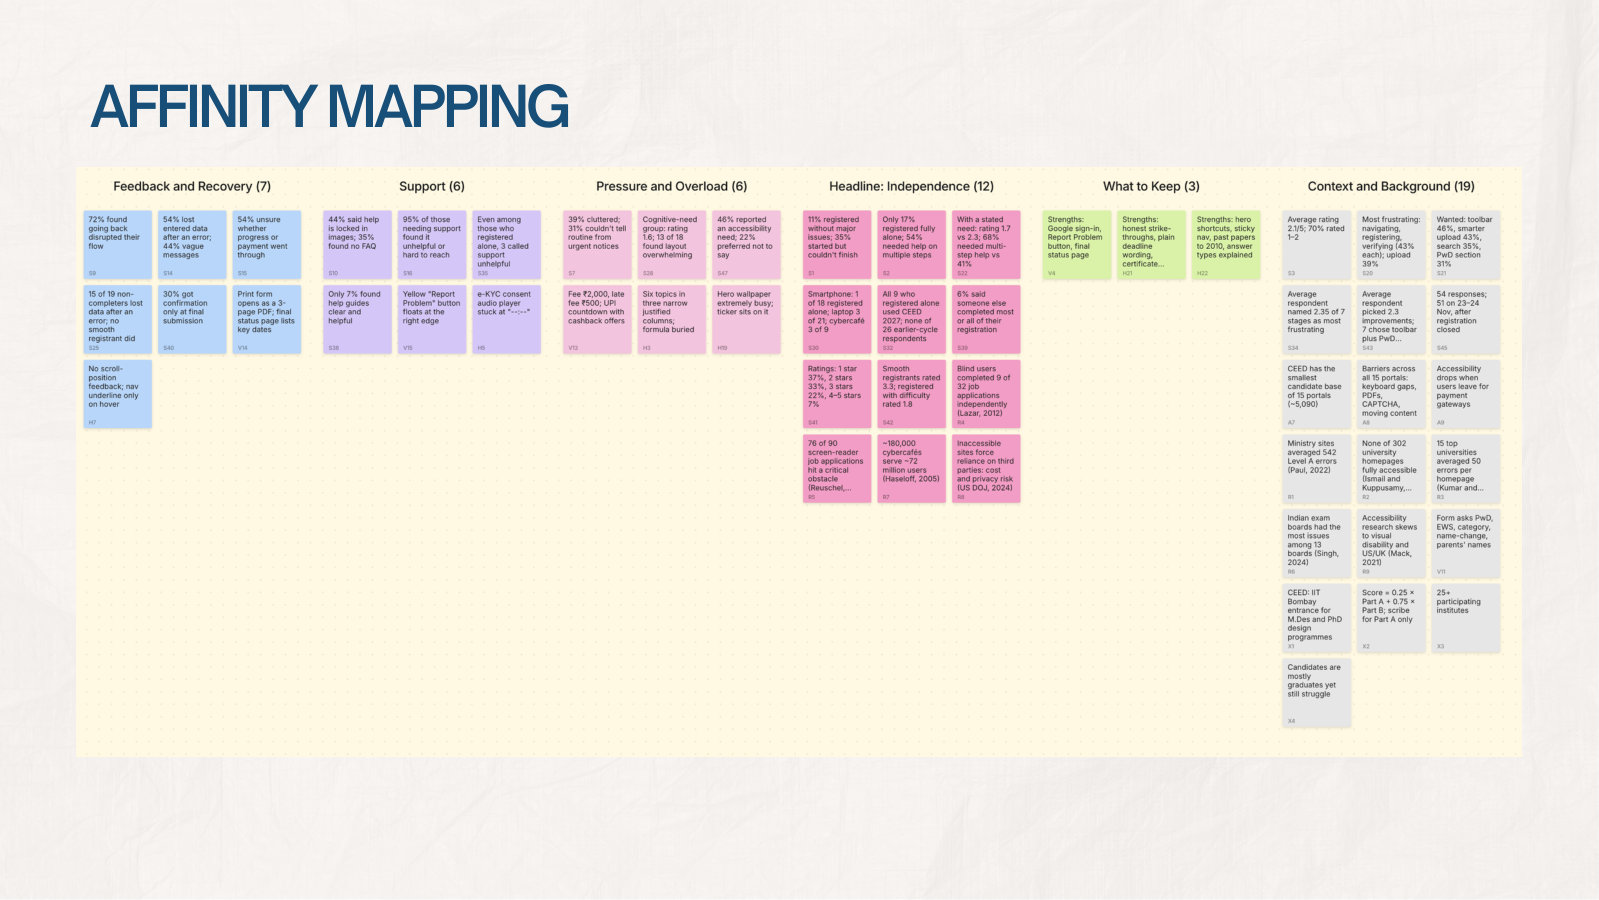 AFFINITY MAPPING
Feedback and Recovery (7)
72% found
going back
disrupted their
flow
S9
54% lost
entered data
after an error;
44% vague
messages
S14
54% unsure
whether
progress or
payment went
through
S15
15 of 19 non-
completers lost
data after an
error; no
smooth
registrant did
S25
30% got
confirmation
only at final
submission
S40
Print form
opens as a 3-
page PDF; final
status page lists
key dates
V14
No scroll-
position
feedback; nav
underline only
on hover
H7
Support (6)
44% said help
is locked in
images; 35%
found no FAQ
S10
95% of those
needing support
found it
unhelpful or
hard to reach
S16
Even among
those who
registered
alone, 3 called
support
unhelpful
S35
Only 7% found
help guides
clear and
helpful
S38
Yellow "Report
Problem" button
floats at the
right edge
V15
e-KYC consent
audio player
stuck at "--:--"
H5
Pressure and Overload (6)
39% cluttered;
31% couldn't tell
routine from
urgent notices
S7
Cognitive-need
group: rating
1.6; 13 of 18
found layout
overwhelming
S28
46% reported
an accessibility
need; 22%
preferred not to
say
S47
Fee ₹2,000, late
fee ₹500; UPI
countdown with
cashback offers
V13
Six topics in
three narrow
justified
columns;
formula buried
H3
Hero wallpaper
extremely busy;
ticker sits on it
H19
Headline: Independence (12)
11% registered
without major
issues; 35%
started but
couldn't finish
S1
Only 17%
registered fully
alone; 54%
needed help on
multiple steps
S2
With a stated
need: rating 1.7
vs 2.3; 68%
needed multi-
step help vs
41%
S22
Smartphone: 1
of 18 registered
alone; laptop 3
of 21; cybercafé
3 of 9
S30
All 9 who
registered alone
used CEED
2027; none of
26 earlier-cycle
respondents
S32
6% said
someone else
completed most
or all of their
registration
S39
Ratings: 1 star
37%, 2 stars
33%, 3 stars
22%, 4–5 stars
7%
S41
Smooth
registrants rated
3.3; registered
with difficulty
rated 1.8
S42
Blind users
completed 9 of
32 job
applications
independently
(Lazar, 2012)
R4
76 of 90
screen-reader
job applications
hit a critical
obstacle
(Reuschel,...
R5
~180,000
cybercafés
serve ~72
million users
(Haseloff, 2005)
R7
Inaccessible
sites force
reliance on third
parties: cost
and privacy risk
(US DOJ, 2024)
R8
What to Keep (3)
Strengths:
Google sign-in,
Report Problem
button, final
status page
V4
Strengths:
honest strike-
throughs, plain
deadline
wording,
certificate...
H21
Strengths: hero
shortcuts, sticky
nav, past papers
to 2010, answer
types explained
H22
Context and Background (19)
Average rating
2.1/5; 70% rated
1–2
S3
Most frustrating:
navigating,
registering,
verifying (43%
each); upload
39%
S20
Wanted: toolbar
46%, smarter
upload 43%,
search 35%,
PwD section
31%
S21
Average
respondent
named 2.35 of 7
stages as most
frustrating
S34
Average
respondent
picked 2.3
improvements;
7 chose toolbar
plus PwD...
S43
54 responses;
51 on 23–24
Nov, after
registration
closed
S45
CEED has the
smallest
candidate base
of 15 portals
(~5,090)
A7
Barriers across
all 15 portals:
keyboard gaps,
PDFs,
CAPTCHA,
moving content
A8
Accessibility
drops when
users leave for
payment
gateways
A9
Ministry sites
averaged 542
Level A errors
(Paul, 2022)
R1
None of 302
university
homepages
fully accessible
(Ismail and
Kuppusamy,...
R2
15 top
universities
averaged 50
errors per
homepage
(Kumar and...
R3
Indian exam
boards had the
most issues
among 13
boards (Singh,
2024)
R6
Accessibility
research skews
to visual
disability and
US/UK (Mack,
2021)
R9
Form asks PwD,
EWS, category,
name-change,
parents' names
V11
CEED: IIT
Bombay
entrance for
M.Des and PhD
design
programmes
X1
Score = 0.25 ×
Part A + 0.75 ×
Part B; scribe
for Part A only
X2
25+
participating
institutes
X3
Candidates are
mostly
graduates yet
still struggle
X4